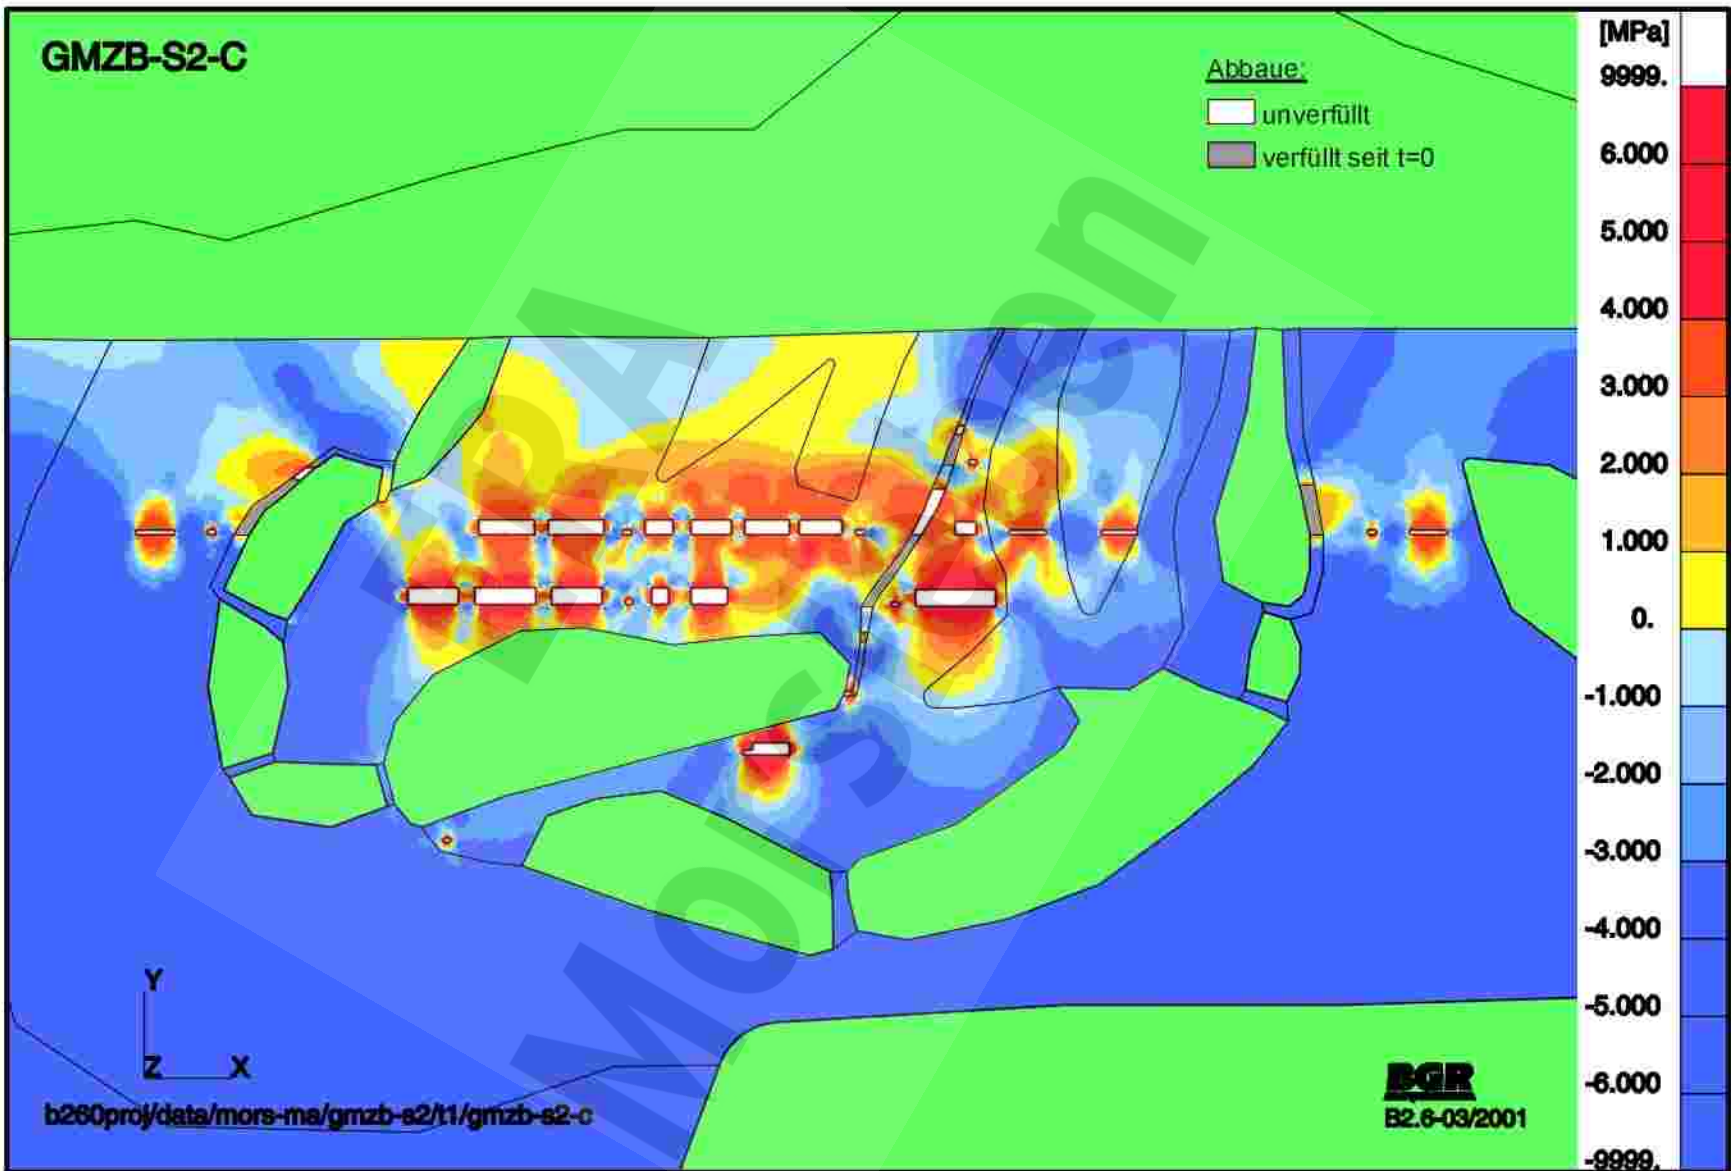 GMZB-S2-C
Abbaue:
unverfüllt
verfüllt seit t=0
[MPa]
9999.
6.000
5.000
4.000
3.000
2.000
1.000
0.
-1.000
-2.000
-3.000
-4.000
-5.000
-6.000
-9999.
Y
Z X
b260proj/data/mors-ma/gmzb-s2/t1/gmzb-s2-c
BGR
B2.6-03/2001